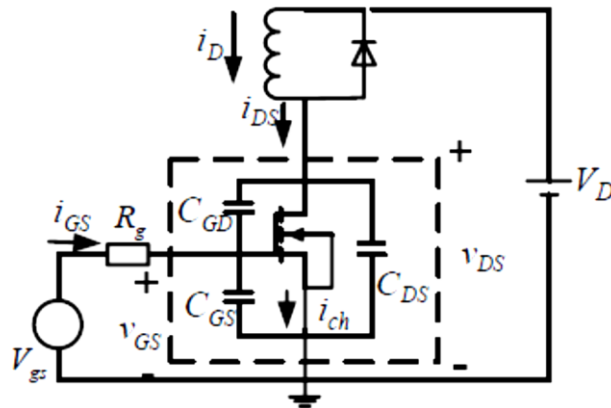 i_D
i_DS
+
V_D
i_GS
R_g
C_GD
v_DS
+
C_DS
C_GS
i_ch
v_GS
V_gs
-
-